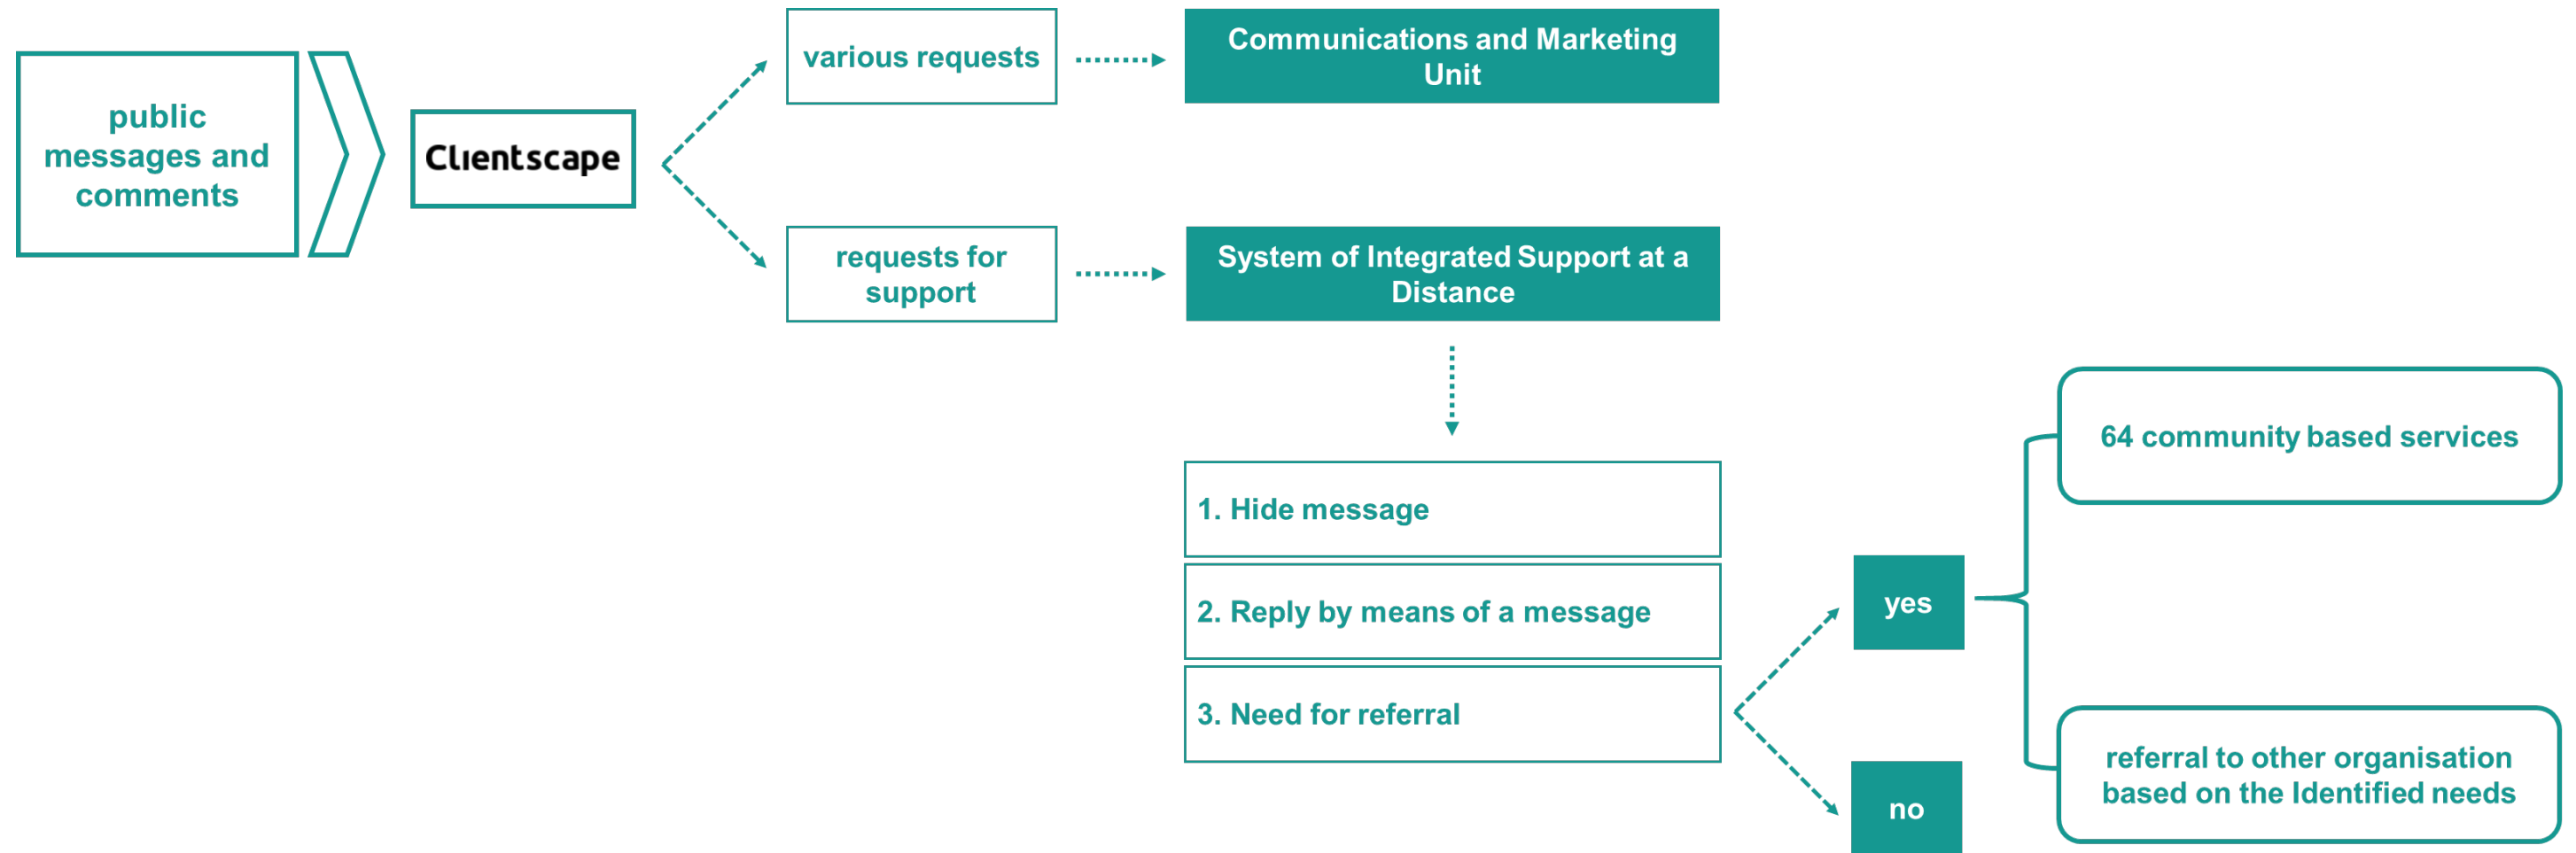 public
messages and
comments
Clientscape
various requests
Communications and Marketing
Unit
requests for
support
System of Integrated Support at a
Distance
1. Hide message
2. Reply by means of a message
3. Need for referral
yes
no
64 community based services
referral to other organisation
based on the Identified needs